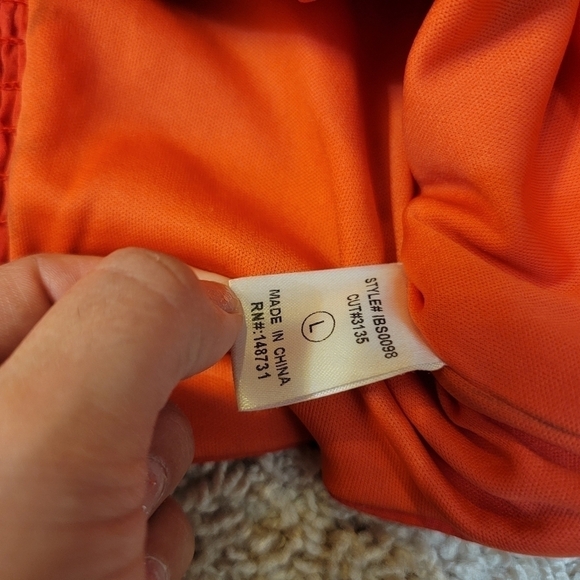 STYLE# IBS0098
CUT#3135
L
MADE IN CHINA
RN#:148731